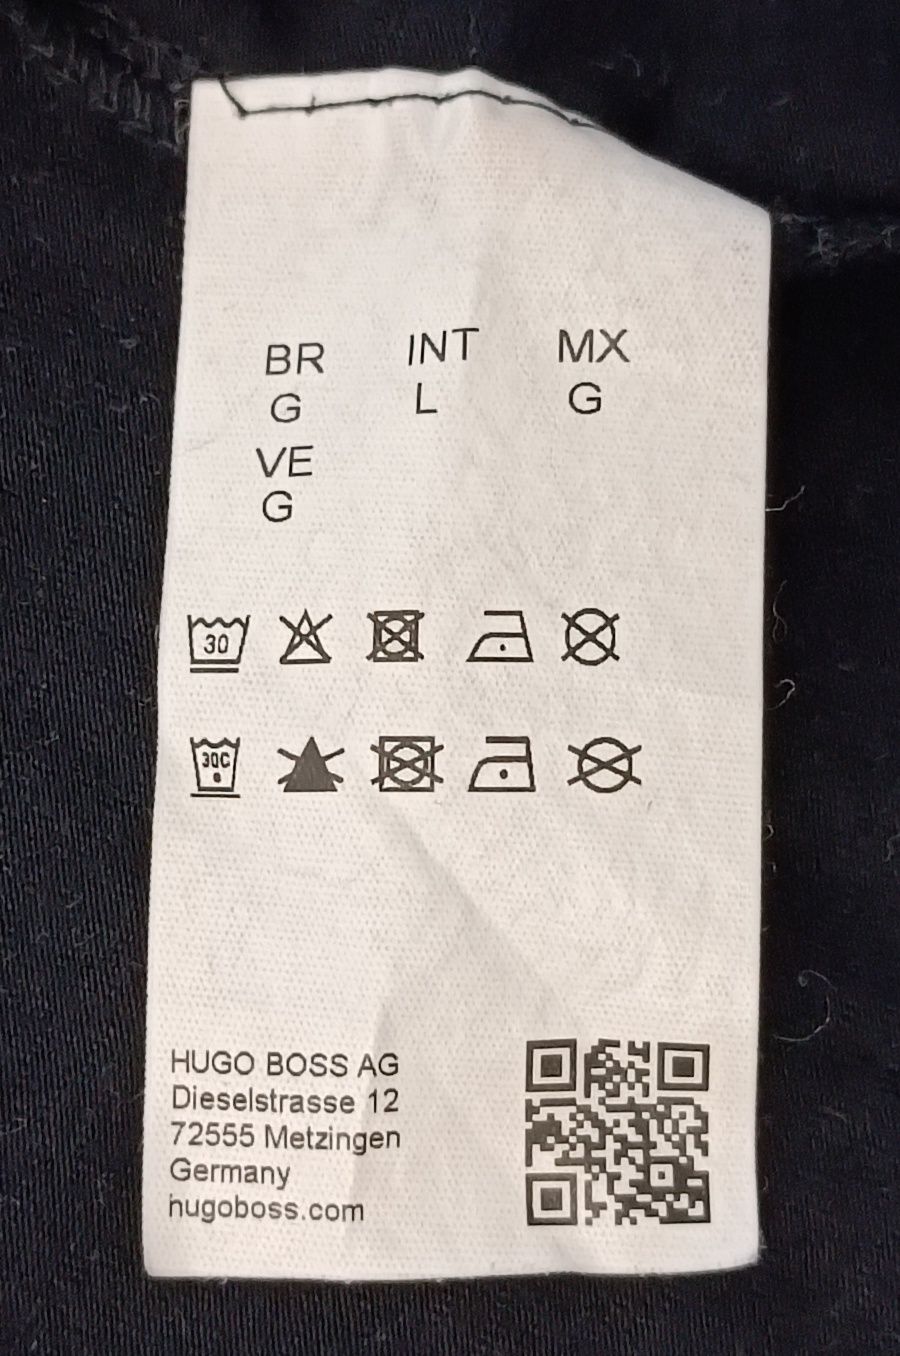 BR INT MX
G L G
VE
G
30
30C
HUGO BOSS AG
Dieselstrasse 12
72555 Metzingen
Germany
hugoboss.com